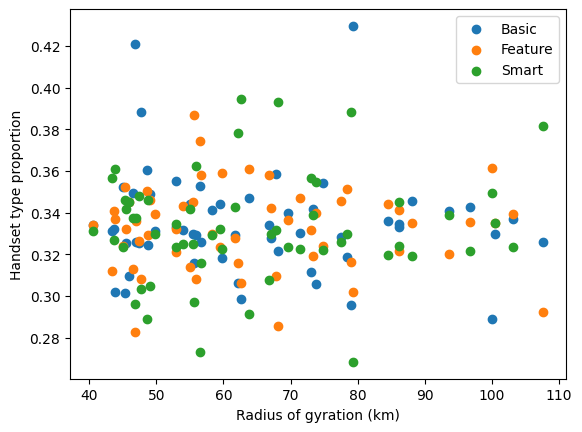 Basic
Feature
Smart
Handset type proportion
0.42
0.40
0.38
0.36
0.34
0.32
0.30
0.28
40 50 60 70 80 90 100 110
Radius of gyration (km)